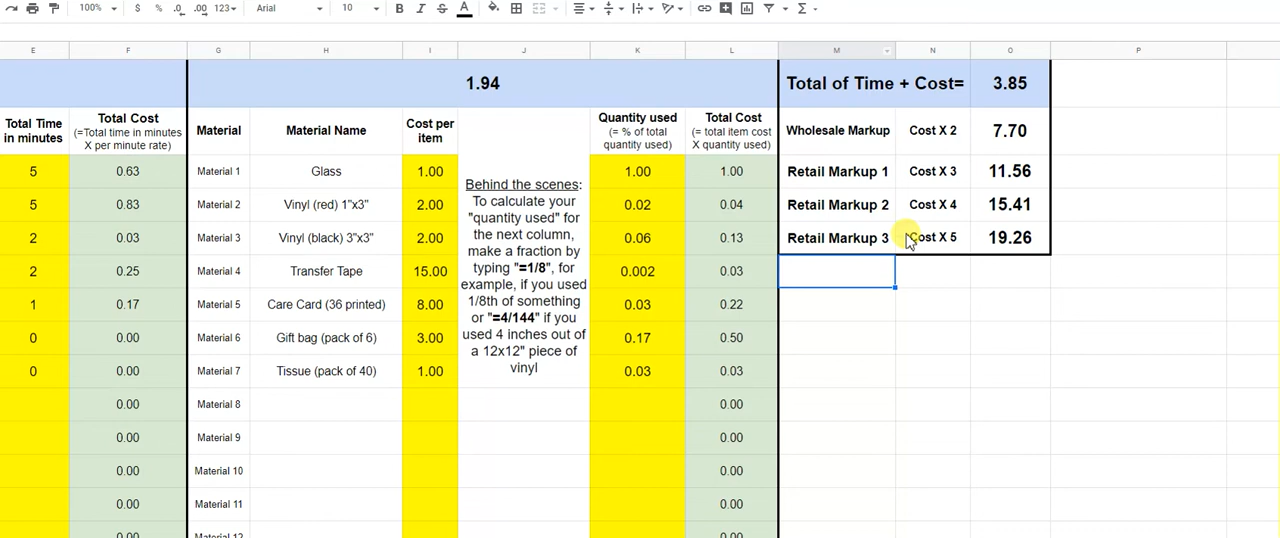 100% $ % .0 .00 123 Arial 10 B I S A Σ
E F G H I J K L M N O P
1.94 Total of Time + Cost= 3.85
Total Time in minutes
Total Cost (=Total time in minutes X per minute rate)
Material
Material Name
Cost per item
Quantity used (= % of total quantity used)
Total Cost (= total item cost X quantity used)
Wholesale Markup Cost X 2 7.70
5 0.63 Material 1 Glass 1.00 1.00 1.00 Retail Markup 1 Cost X 3 11.56
5 0.83 Material 2 Vinyl (red) 1"x3" 2.00 0.02 0.04 Retail Markup 2 Cost X 4 15.41
2 0.03 Material 3 Vinyl (black) 3"x3" 2.00 0.06 0.13 Retail Markup 3 Cost X 5 19.26
2 0.25 Material 4 Transfer Tape 15.00 0.002 0.03
1 0.17 Material 5 Care Card (36 printed) 8.00 0.03 0.22
0 0.00 Material 6 Gift bag (pack of 6) 3.00 0.17 0.50
0 0.00 Material 7 Tissue (pack of 40) 1.00 0.03 0.03
0.00 Material 8 0.00
0.00 Material 9 0.00
0.00 Material 10 0.00
0.00 Material 11 0.00
0.00 Material 12 0.00
Behind the scenes:
To calculate your
"quantity used" for
the next column,
make a fraction by
typing "=1/8", for
example, if you used
1/8th of something
or "=4/144" if you
used 4 inches out of
a 12x12" piece of
vinyl